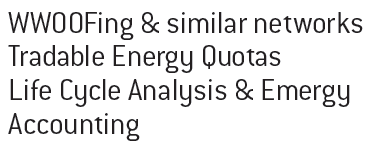 WWOOFing & similar networks
Tradable Energy Quotas
Life Cycle Analysis & Emergy
Accounting